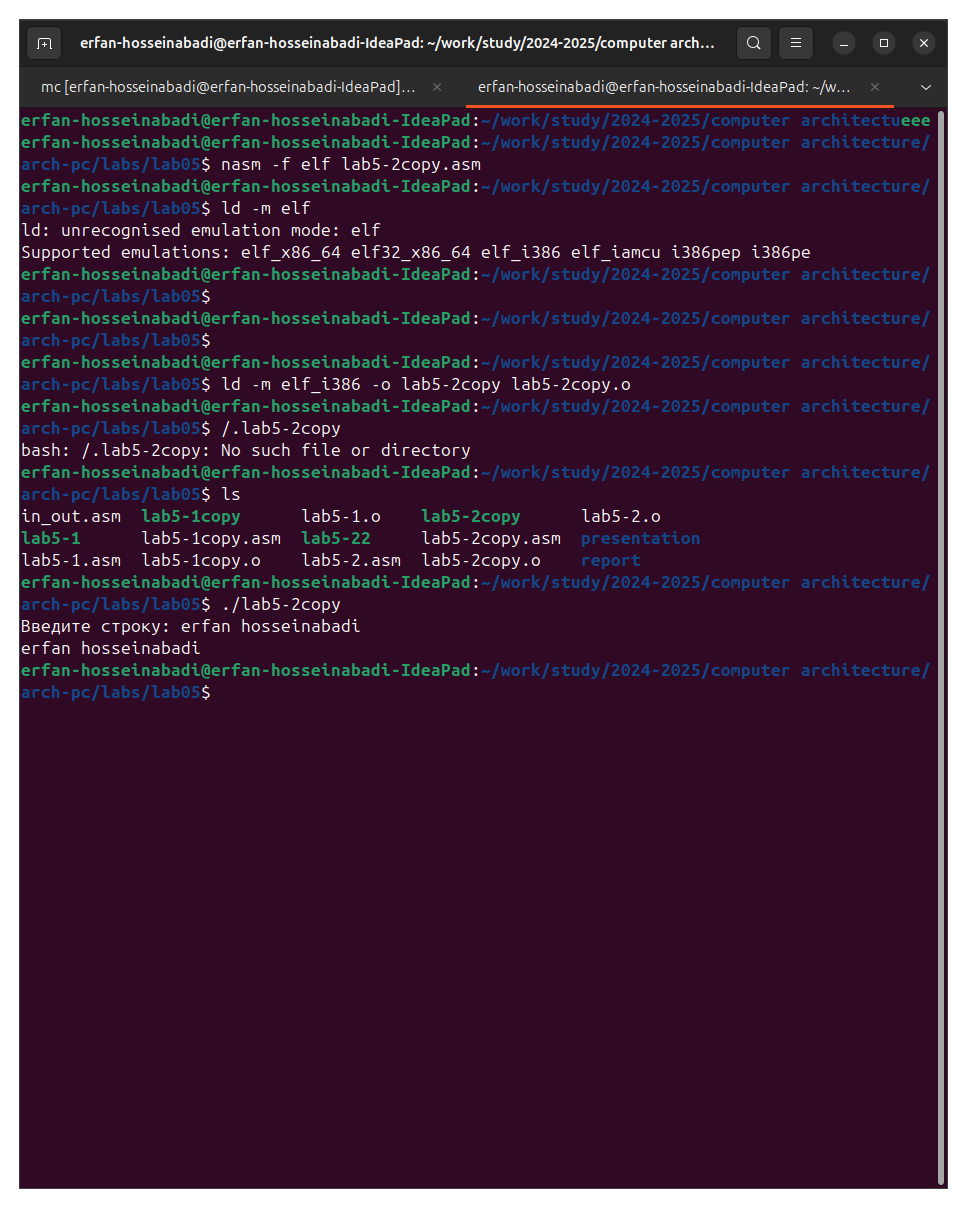 erfan-hosseinabadi@erfan-hosseinabadi-IdeaPad: ~/work/study/2024-2025/computer arch...
mc [erfan-hosseinabadi@erfan-hosseinabadi-IdeaPad]... erfan-hosseinabadi@erfan-hosseinabadi-IdeaPad: ~/w...
erfan-hosseinabadi@erfan-hosseinabadi-IdeaPad:~/work/study/2024-2025/computer architectueee
erfan-hosseinabadi@erfan-hosseinabadi-IdeaPad:~/work/study/2024-2025/computer architecture/
arch-pc/labs/lab05$ nasm -f elf lab5-2copy.asm
erfan-hosseinabadi@erfan-hosseinabadi-IdeaPad:~/work/study/2024-2025/computer architecture/
arch-pc/labs/lab05$ ld -m elf
ld: unrecognised emulation mode: elf
Supported emulations: elf_x86_64 elf32_x86_64 elf_i386 elf_iamcu i386pep i386pe
erfan-hosseinabadi@erfan-hosseinabadi-IdeaPad:~/work/study/2024-2025/computer architecture/
arch-pc/labs/lab05$
erfan-hosseinabadi@erfan-hosseinabadi-IdeaPad:~/work/study/2024-2025/computer architecture/
arch-pc/labs/lab05$
erfan-hosseinabadi@erfan-hosseinabadi-IdeaPad:~/work/study/2024-2025/computer architecture/
arch-pc/labs/lab05$ ld -m elf_i386 -o lab5-2copy lab5-2copy.o
erfan-hosseinabadi@erfan-hosseinabadi-IdeaPad:~/work/study/2024-2025/computer architecture/
arch-pc/labs/lab05$ /.lab5-2copy
bash: /.lab5-2copy: No such file or directory
erfan-hosseinabadi@erfan-hosseinabadi-IdeaPad:~/work/study/2024-2025/computer architecture/
arch-pc/labs/lab05$ ls
in_out.asm lab5-1copy lab5-1.o lab5-2copy lab5-2.o
lab5-1 lab5-1copy.asm lab5-22 lab5-2copy.asm presentation
lab5-1.asm lab5-1copy.o lab5-2.asm lab5-2copy.o report
erfan-hosseinabadi@erfan-hosseinabadi-IdeaPad:~/work/study/2024-2025/computer architecture/
arch-pc/labs/lab05$ ./lab5-2copy
Введите строку: erfan hosseinabadi
erfan hosseinabadi
erfan-hosseinabadi@erfan-hosseinabadi-IdeaPad:~/work/study/2024-2025/computer architecture/
arch-pc/labs/lab05$